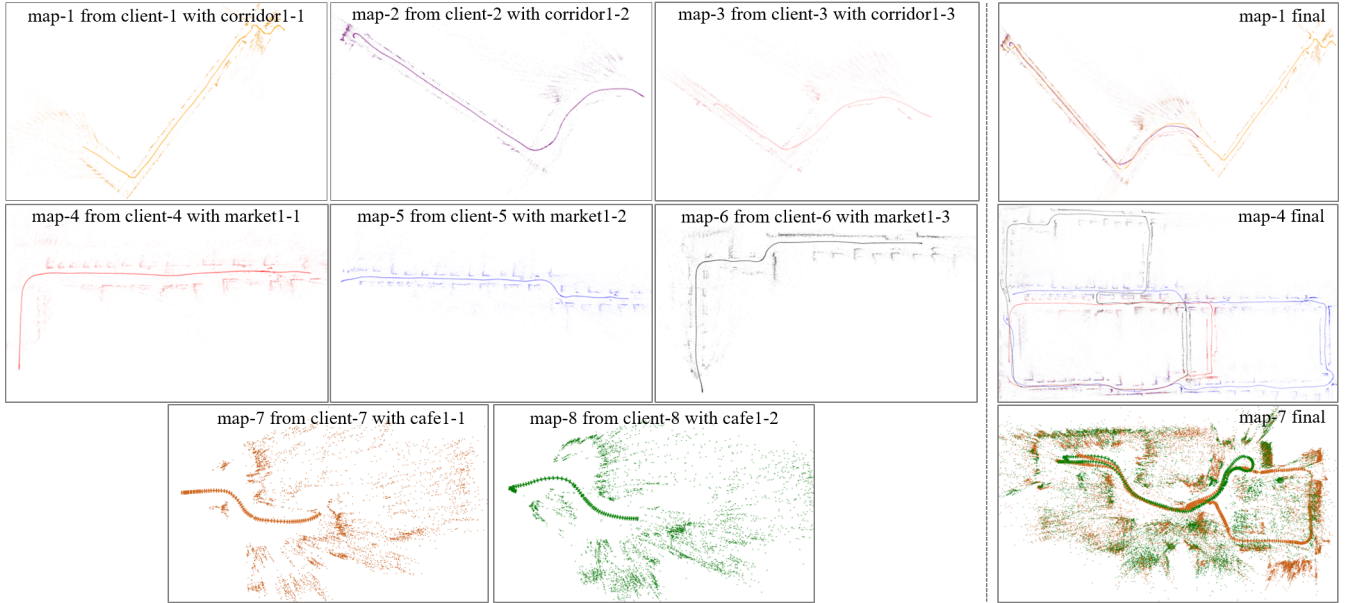 map-1 from client-1 with corridor1-1
map-2 from client-2 with corridor1-2
map-3 from client-3 with corridor1-3
map-1 final
map-4 from client-4 with market1-1
map-5 from client-5 with market1-2
map-6 from client-6 with market1-3
map-4 final
map-7 from client-7 with cafe1-1
map-8 from client-8 with cafe1-2
map-7 final